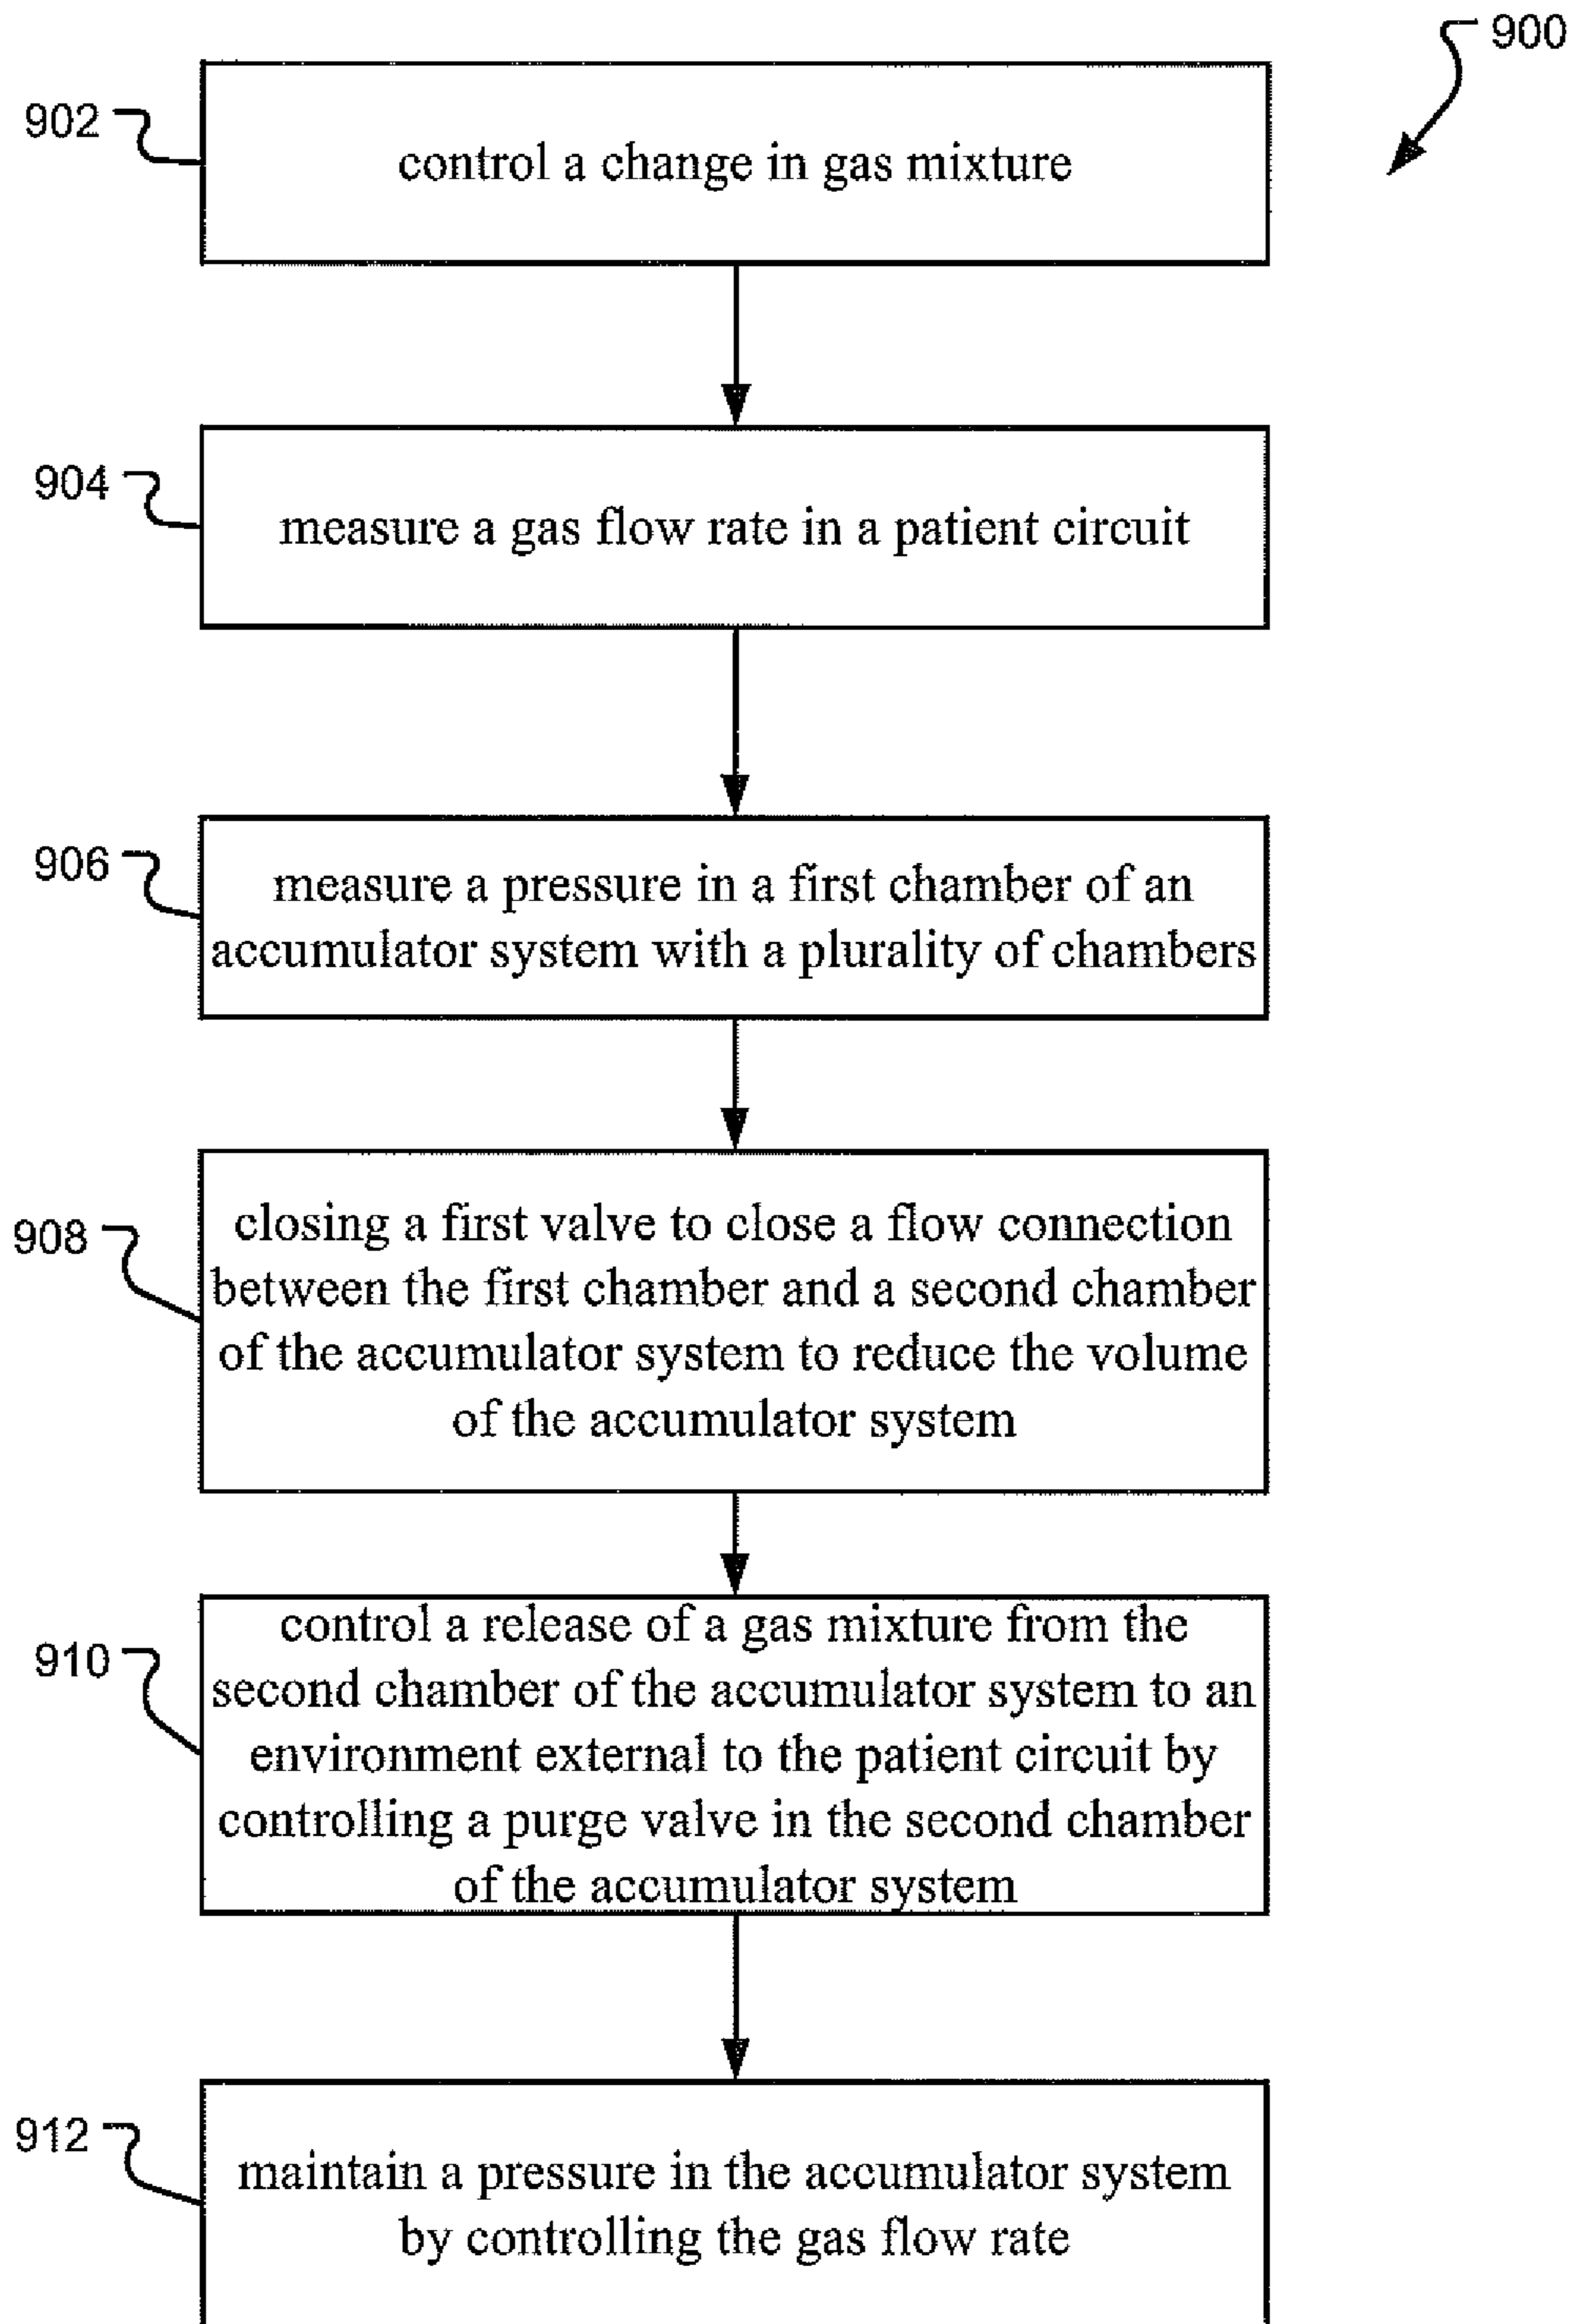 900
902
control a change in gas mixture
904
measure a gas flow rate in a patient circuit
906
measure a pressure in a first chamber of an
accumulator system with a plurality of chambers
908
closing a first valve to close a flow connection
between the first chamber and a second chamber
of the accumulator system to reduce the volume
of the accumulator system
910
control a release of a gas mixture from the
second chamber of the accumulator system to an
environment external to the patient circuit by
controlling a purge valve in the second chamber
of the accumulator system
912
maintain a pressure in the accumulator system
by controlling the gas flow rate